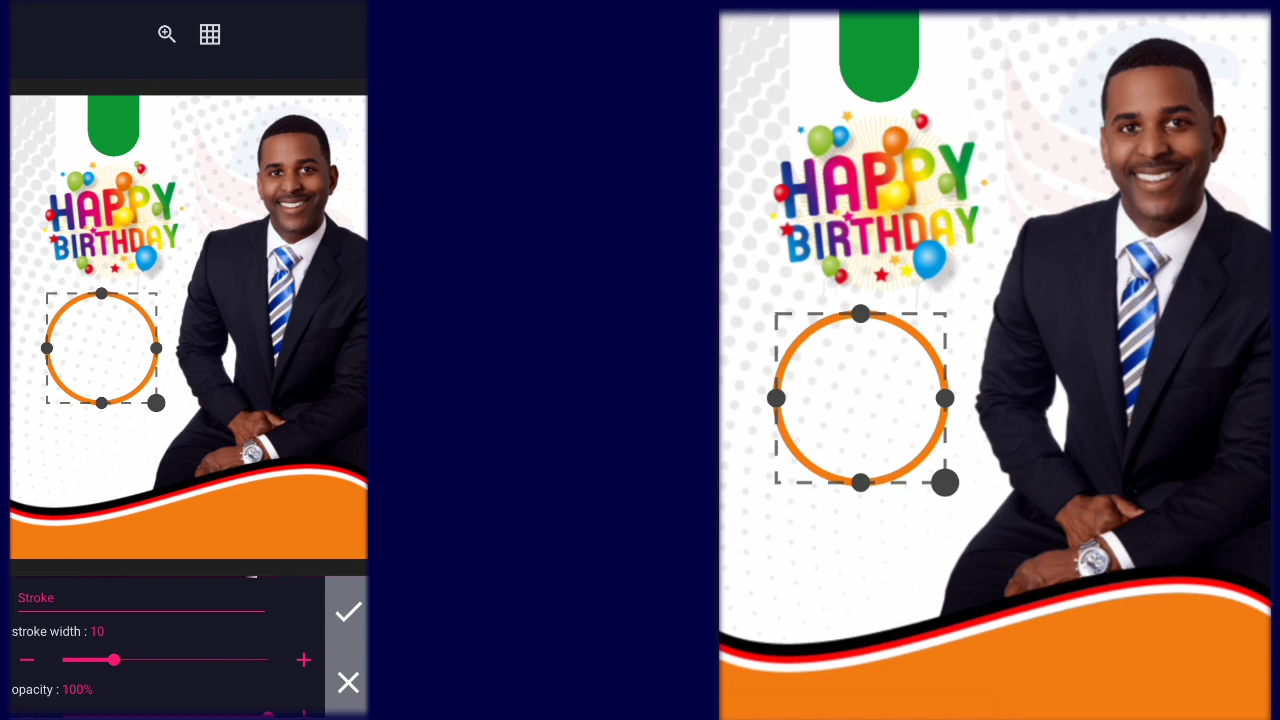 HAPPY
BIRTHDAY
Stroke
stroke width : 10
opacity : 100%
HAPPY
BIRTHDAY